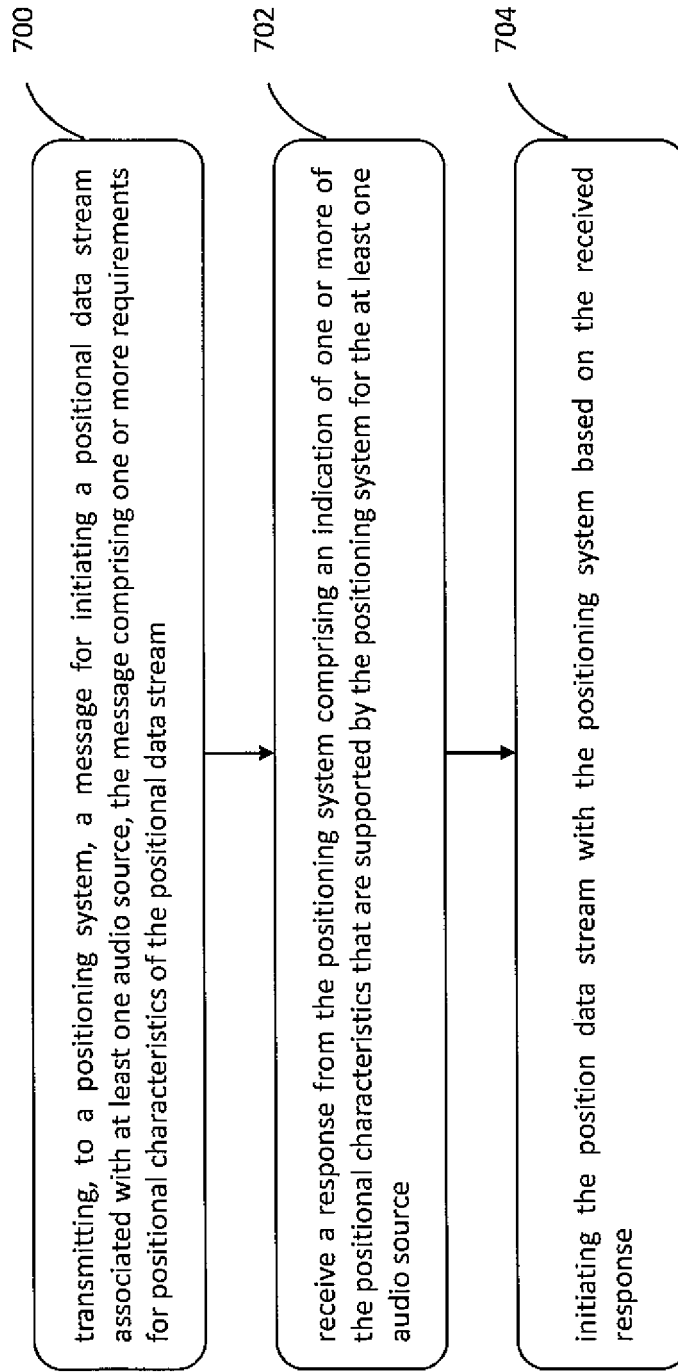 700
transmitting, to a positioning system, a message for initiating a positional data stream
associated with at least one audio source, the message comprising one or more requirements
for positional characteristics of the positional data stream
702
receive a response from the positioning system comprising an indication of one or more of
the positional characteristics that are supported by the positioning system for the at least one
audio source
704
initiating the position data stream with the positioning system based on the received
response